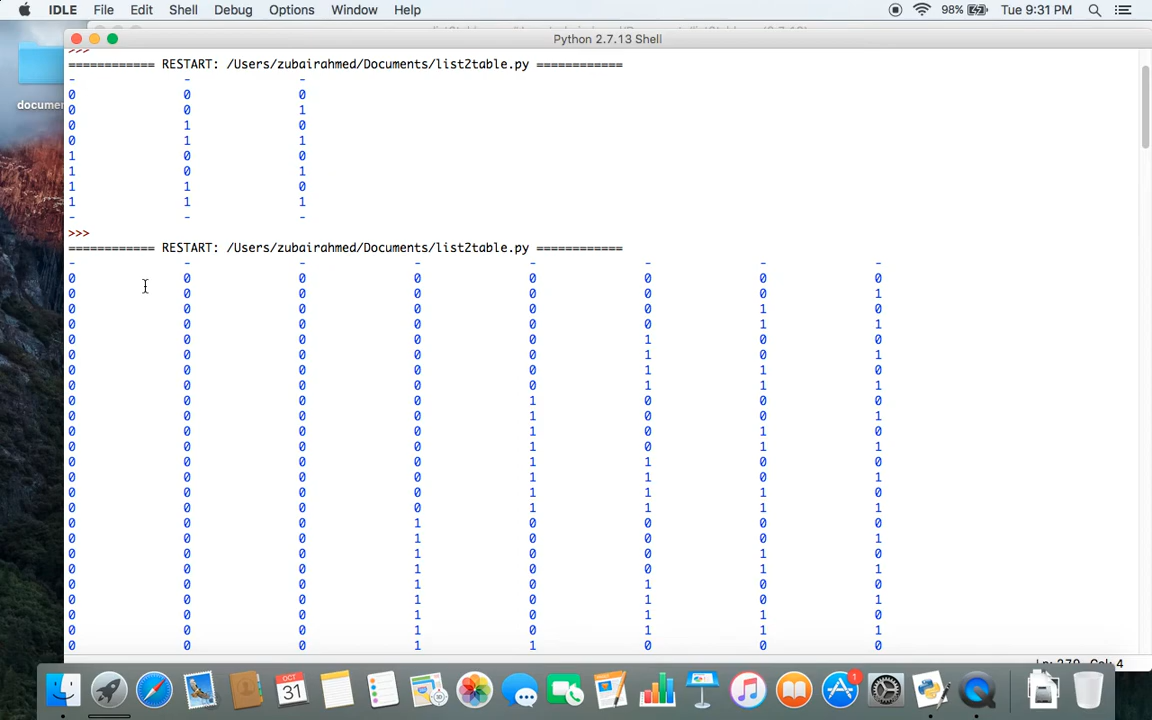 IDLE File Edit Shell Debug Options Window Help 98% Tue 9:31 PM
Python 2.7.13 Shell
docume
>>>
============ RESTART: /Users/zubairahmed/Documents/list2table.py ============
- - -
0 0 0
0 0 1
0 1 0
0 1 1
1 0 0
1 0 1
1 1 0
1 1 1
- - -
>>>
============ RESTART: /Users/zubairahmed/Documents/list2table.py ============
- - - - - - - -
0 0 0 0 0 0 0 0
0 0 0 0 0 0 0 1
0 0 0 0 0 0 1 0
0 0 0 0 0 0 1 1
0 0 0 0 0 1 0 0
0 0 0 0 0 1 0 1
0 0 0 0 0 1 1 0
0 0 0 0 0 1 1 1
0 0 0 0 1 0 0 0
0 0 0 0 1 0 0 1
0 0 0 0 1 0 1 0
0 0 0 0 1 0 1 1
0 0 0 0 1 1 0 0
0 0 0 0 1 1 0 1
0 0 0 0 1 1 1 0
0 0 0 0 1 1 1 1
0 0 0 1 0 0 0 0
0 0 0 1 0 0 0 1
0 0 0 1 0 0 1 0
0 0 0 1 0 0 1 1
0 0 0 1 0 1 0 0
0 0 0 1 0 1 0 1
0 0 0 1 0 1 1 0
0 0 0 1 0 1 1 1
0 0 0 1 1 0 0 0
OCT
31
1